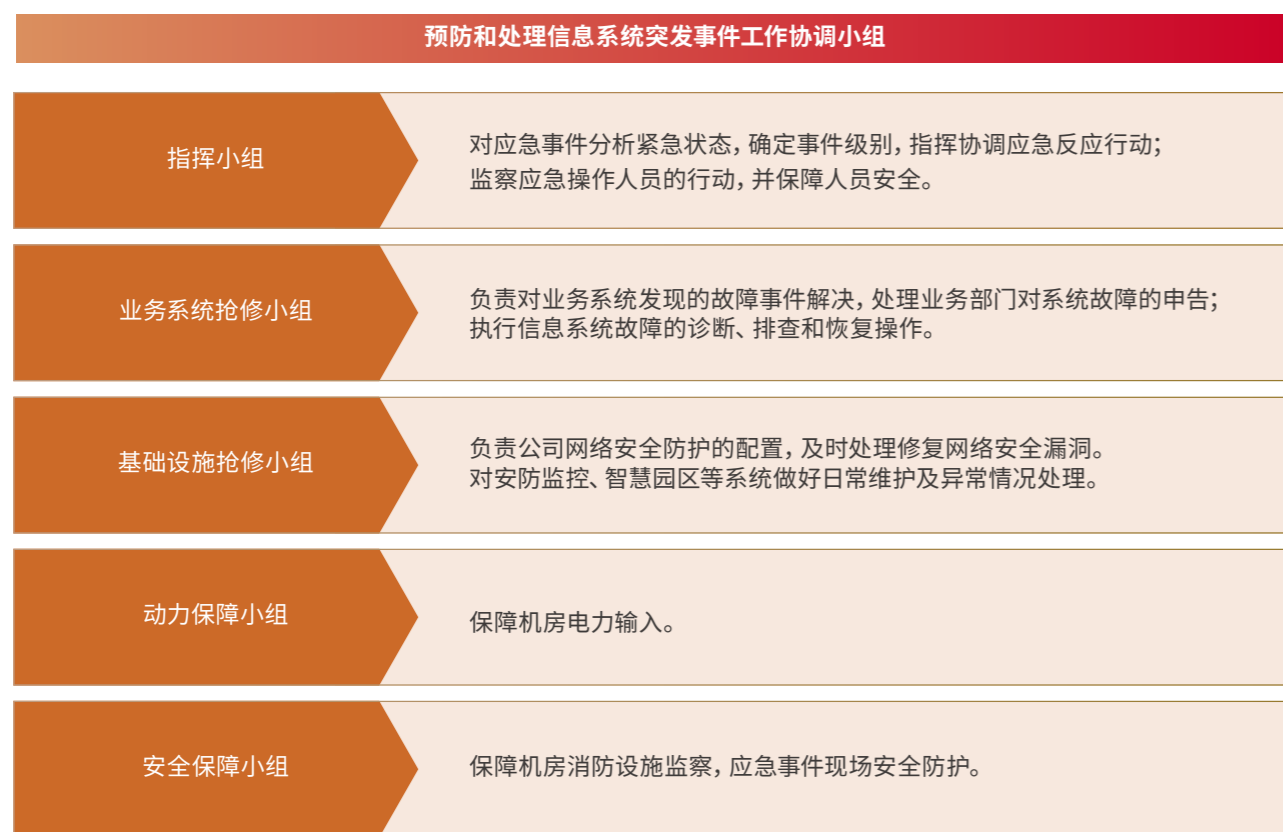 预防和处理信息系统突发事件工作协调小组
指挥小组
对应急事件分析紧急状态，确定事件级别，指挥协调应急反应行动；
监察应急操作人员的行动，并保障人员安全。
业务系统抢修小组
负责对业务系统发现的故障事件解决，处理业务部门对系统故障的申告；
执行信息系统故障的诊断、排查和恢复操作。
基础设施抢修小组
负责公司网络安全防护的配置，及时处理修复网络安全漏洞。
对安防监控、智慧园区等系统做好日常维护及异常情况处理。
动力保障小组
保障机房电力输入。
安全保障小组
保障机房消防设施监察，应急事件现场安全防护。